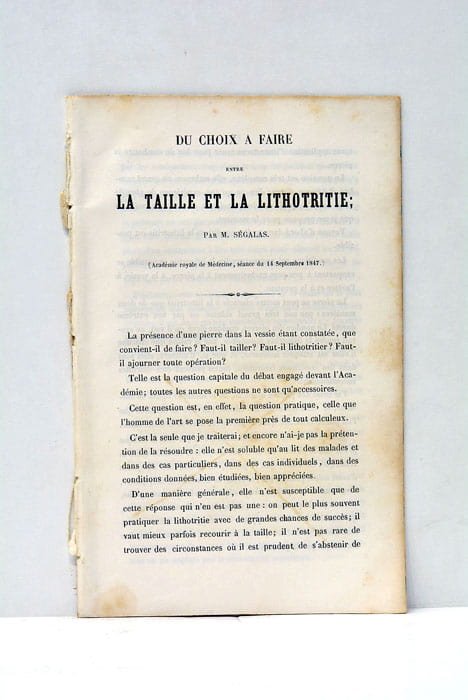 DU CHOIX A FAIRE
ENTRE
LA TAILLE ET LA LITHOTRITIE;
PAR M. SÉGALAS.
(Académie royale de Médecine, séance du 14 Septembre 1847.)
La présence d'une pierre dans la vessie étant constatée, que
convient-il de faire? Faut-il tailler? Faut-il lithotritier? Faut-
il ajourner toute opération?
Telle est la question capitale du débat engagé devant l'Aca-
démie; toutes les autres questions ne sont qu'accessoires.
Cette question est, en effet, la question pratique, celle que
l'homme de l'art se pose la première près de tout calculeux.
C'est la seule que je traiterai; et encore n'ai-je pas la préten-
tion de la résoudre : elle n'est soluble qu'au lit des malades et
dans des cas particuliers, dans des cas individuels, dans des
conditions données, bien étudiées, bien appréciées.
D'une manière générale, elle n'est susceptible que de
cette réponse qui n'en est pas une : on peut le plus souvent
pratiquer la lithotritie avec de grandes chances de succès; il
vaut mieux parfois recourir à la taille; il n'est pas rare de
trouver des circonstances où il est prudent de s'abstenir de